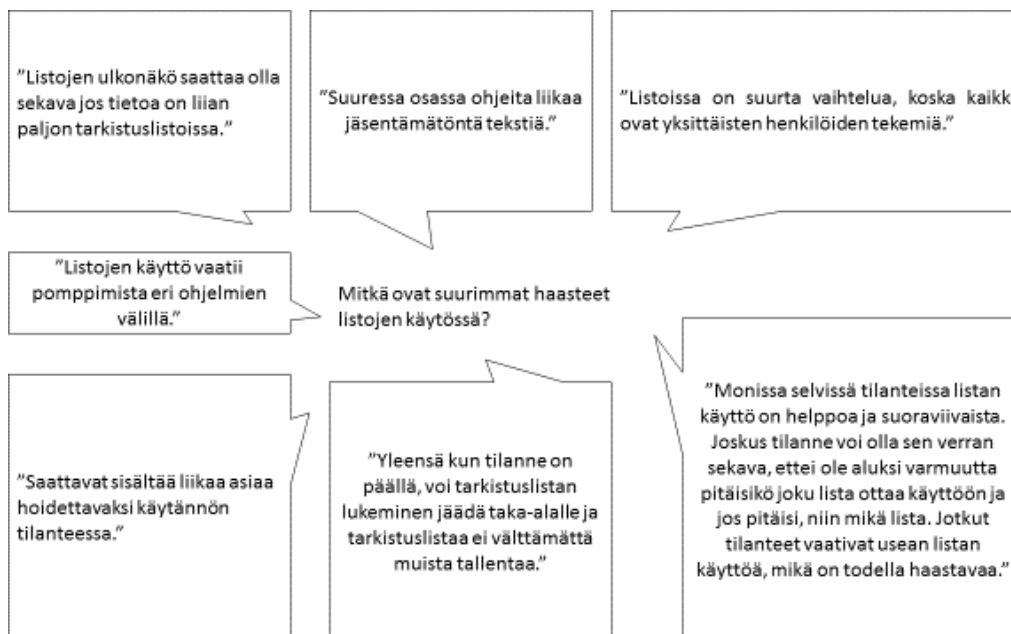 ”Listojen ulkonäkö saattaa olla
sekava jos tietoa on liian
paljon tarkistuslistoissa.”
”Suuressa osassa ohjeita liikaa
jäsentämätöntä tekstiä.”
”Listoissa on suurta vaihtelua, koska kaikk
ovat yksittäisten henkilöiden tekemiä.”
”Listojen käyttö vaatii
pomppimista eri ohjelmien
välillä.”
Mitkä ovat suurimmat haasteet
listojen käytössä?
”Saattavat sisältää liikaa asiaa
hoidettavaksi käytännön
tilanteessa.”
”Yleensä kun tilanne on
päällä, voi tarkistuslistan
lukeminen jäädä taka-alalle ja
tarkistuslistaa ei välttämättä
muista tallentaa.”
”Monissa selvissä tilanteissa listan
käyttö on helppoa ja suoraviivaista.
Joskus tilanne voi olla sen verran
sekava, ettei ole aluksi varmuutta
pitäisikö joku lista ottaa käyttöön ja
jos pitäisi, niin mikä lista. Jotkut
tilanteet vaativat usean listan
käyttöä, mikä on todella haastavaa.”